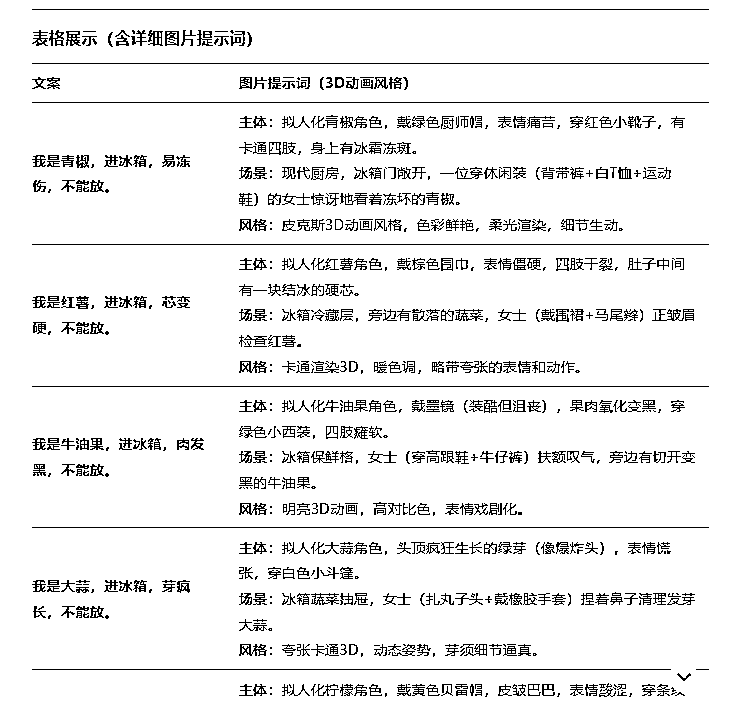 表格展示（含详细图片提示词）
文案 图片提示词（3D动画风格）
主体：拟人化青椒角色，戴绿色厨师帽，表情痛苦，穿红色小靴子，有
卡通四肢，身上有冰霜冻斑。
我是青椒，进冰箱，易冻
伤，不能放。
场景：现代厨房，冰箱门敞开，一位穿休闲装（背带裤+白T恤+运动
鞋）的女士惊讶地看着冻坏的青椒。
风格：皮克斯3D动画风格，色彩鲜艳，柔光渲染，细节生动。
主体：拟人化红薯角色，戴棕色围巾，表情僵硬，四肢干裂，肚子中间
有一块结冰的硬芯。
我是红薯，进冰箱，芯变
硬，不能放。
场景：冰箱冷藏层，旁边有散落的蔬菜，女士（戴围裙+马尾辫）正皱眉
检查红薯。
风格：卡通渲染3D，暖色调，略带夸张的表情和动作。
主体：拟人化牛油果角色，戴墨镜（装酷但沮丧），果肉氧化变黑，穿
绿色小西装，四肢瘫软。
我是牛油果，进冰箱，肉发
黑，不能放。
场景：冰箱保鲜格，女士（穿高跟鞋+牛仔裤）扶额叹气，旁边有切开变
黑的牛油果。
风格：明亮3D动画，高对比色，表情戏剧化。
主体：拟人化大蒜角色，头顶疯狂生长的绿芽（像爆炸头），表情慌
张，穿白色小斗篷。
我是大蒜，进冰箱，芽疯
长，不能放。
场景：冰箱蔬菜抽屉，女士（扎丸子头+戴橡胶手套）捏着鼻子清理发芽
大蒜。
风格：夸张卡通3D，动态姿势，芽须细节逼真。
主体：拟人化柠檬角色，戴黄色贝雷帽，皮皱巴巴，表情酸涩，穿条